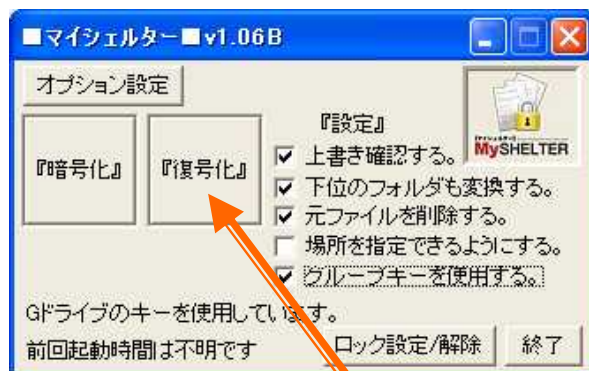 ■マイシェルター■v1.06B
オプション設定
『暗号化』
『復号化』
『設定』
上書き確認する。
下位のフォルダも変換する。
元ファイルを削除する。
場所を指定できるようにする。
グループキーを使用する。
MySHELTER
Gドライブのキーを使用しています。
前回起動時間は不明です
ロック設定/解除
終了